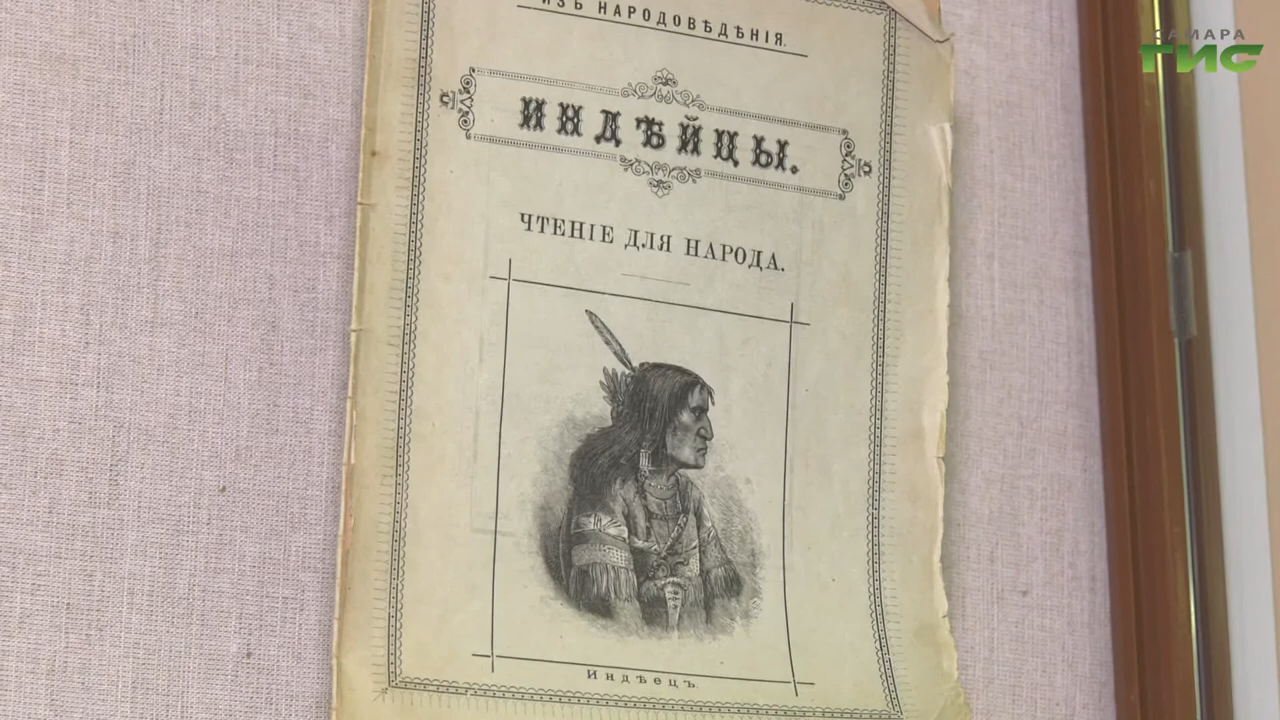 ИЗЪ НАРОДОВѢДѢНІЯ.
ИНДѢЙЦЫ.
ЧТЕНІЕ ДЛЯ НАРОДА.
Индѣецъ
САМАРА
ГИС